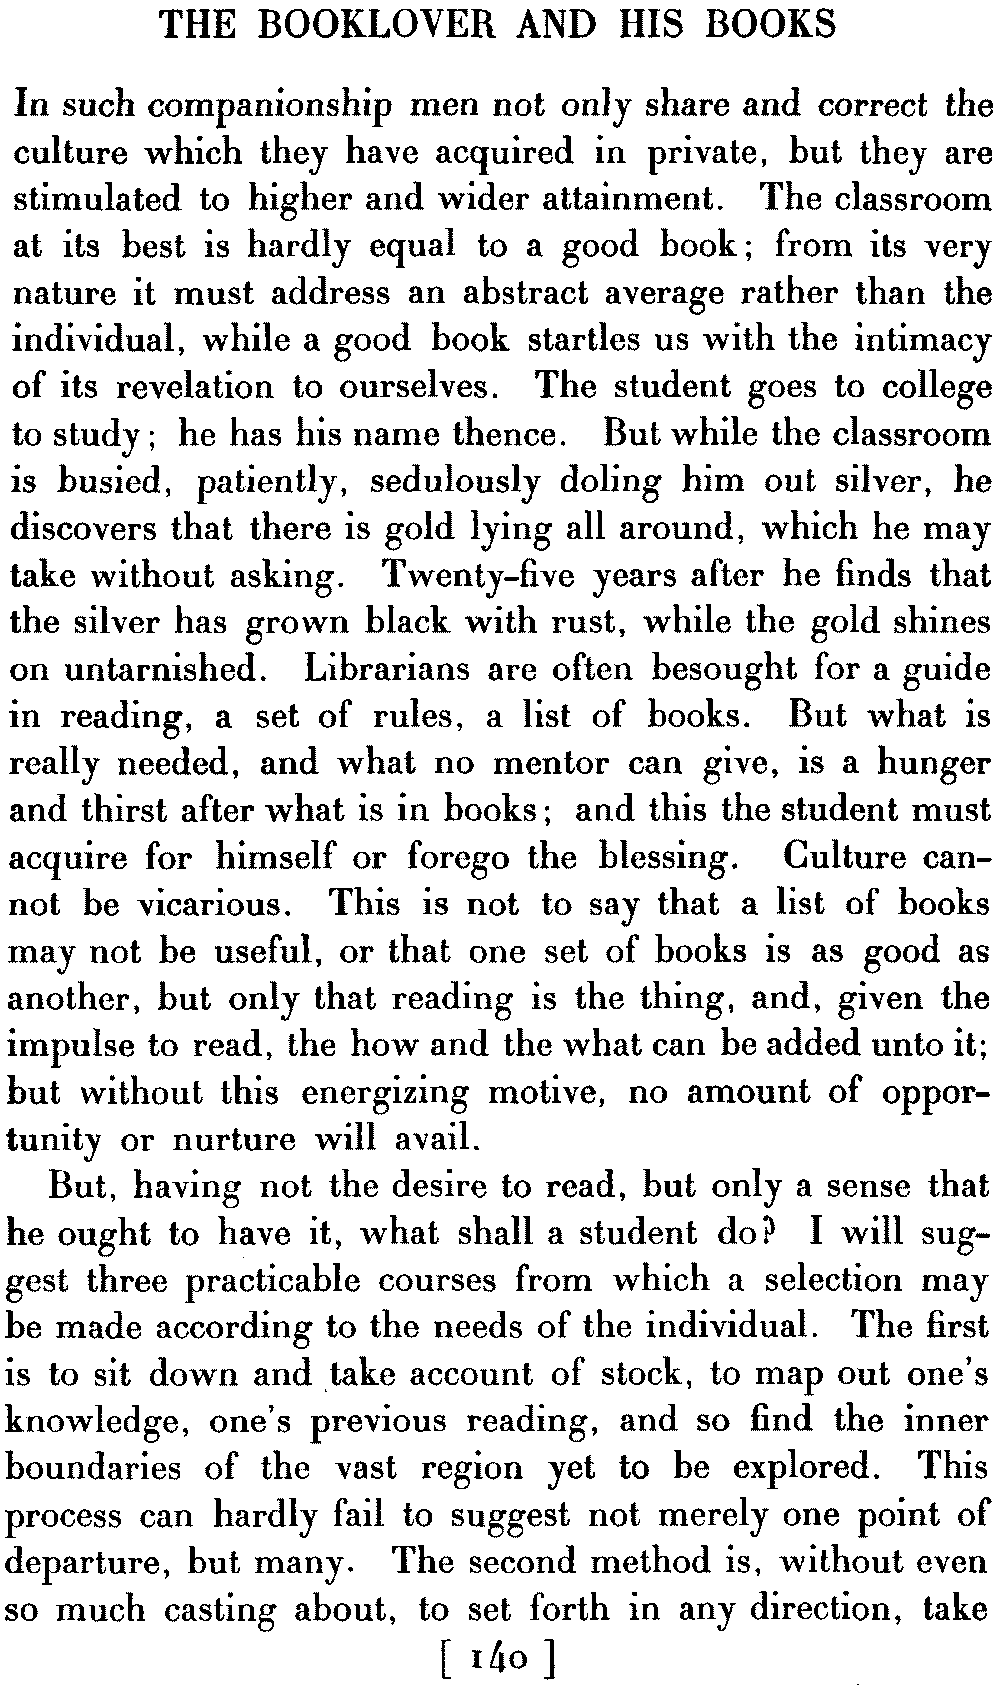 THE BOOKLOVER AND HIS BOOKS
In such companionship men not only share and correct the
culture which they have acquired in private, but they are
stimulated to higher and wider attainment. The classroom
at its best is hardly equal to a good book; from its very
nature it must address an abstract average rather than the
individual, while a good book startles us with the intimacy
of its revelation to ourselves. The student goes to college
to study; he has his name thence. But while the classroom
is busied, patiently, sedulously doling him out silver, he
discovers that there is gold lying all around, which he may
take without asking. Twenty-five years after he finds that
the silver has grown black with rust, while the gold shines
on untarnished. Librarians are often besought for a guide
in reading, a set of rules, a list of books. But what is
really needed, and what no mentor can give, is a hunger
and thirst after what is in books; and this the student must
acquire for himself or forego the blessing. Culture can-
not be vicarious. This is not to say that a list of books
may not be useful, or that one set of books is as good as
another, but only that reading is the thing, and, given the
impulse to read, the how and the what can be added unto it;
but without this energizing motive, no amount of oppor-
tunity or nurture will avail.
But, having not the desire to read, but only a sense that
he ought to have it, what shall a student do? I will sug-
gest three practicable courses from which a selection may
be made according to the needs of the individual. The first
is to sit down and take account of stock, to map out one's
knowledge, one's previous reading, and so find the inner
boundaries of the vast region yet to be explored. This
process can hardly fail to suggest not merely one point of
departure, but many. The second method is, without even
so much casting about, to set forth in any direction, take
[ 140 ]